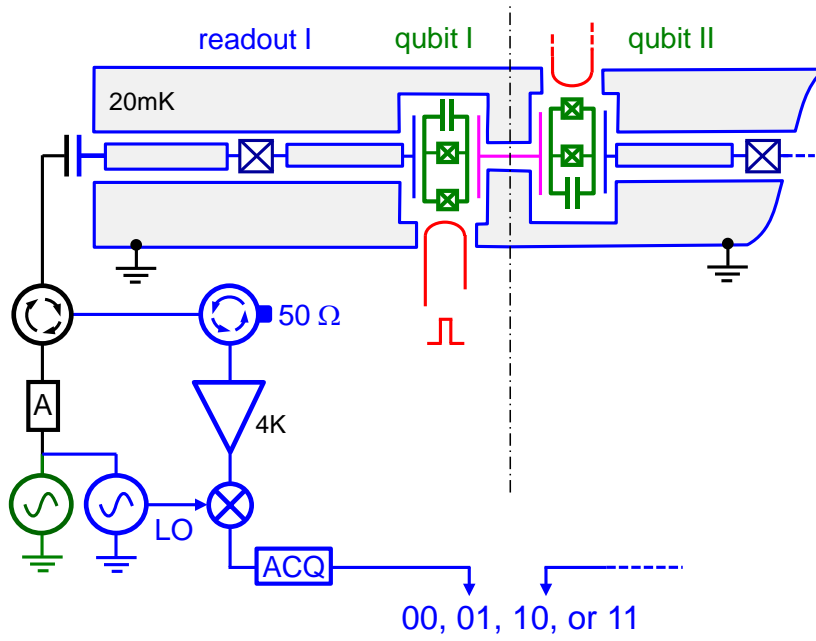 readout I
qubit I
qubit II
20mK
50 Ω
A
4K
LO
ACQ
00, 01, 10, or 11